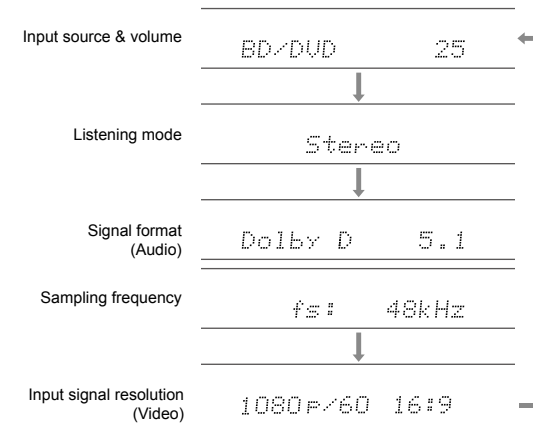 Input source & volume
BD/DVD 25
Listening mode
Stereo
Signal format
(Audio)
Dolby D 5.1
Sampling frequency
fs: 48kHz
Input signal resolution
(Video)
1080p/60 16:9